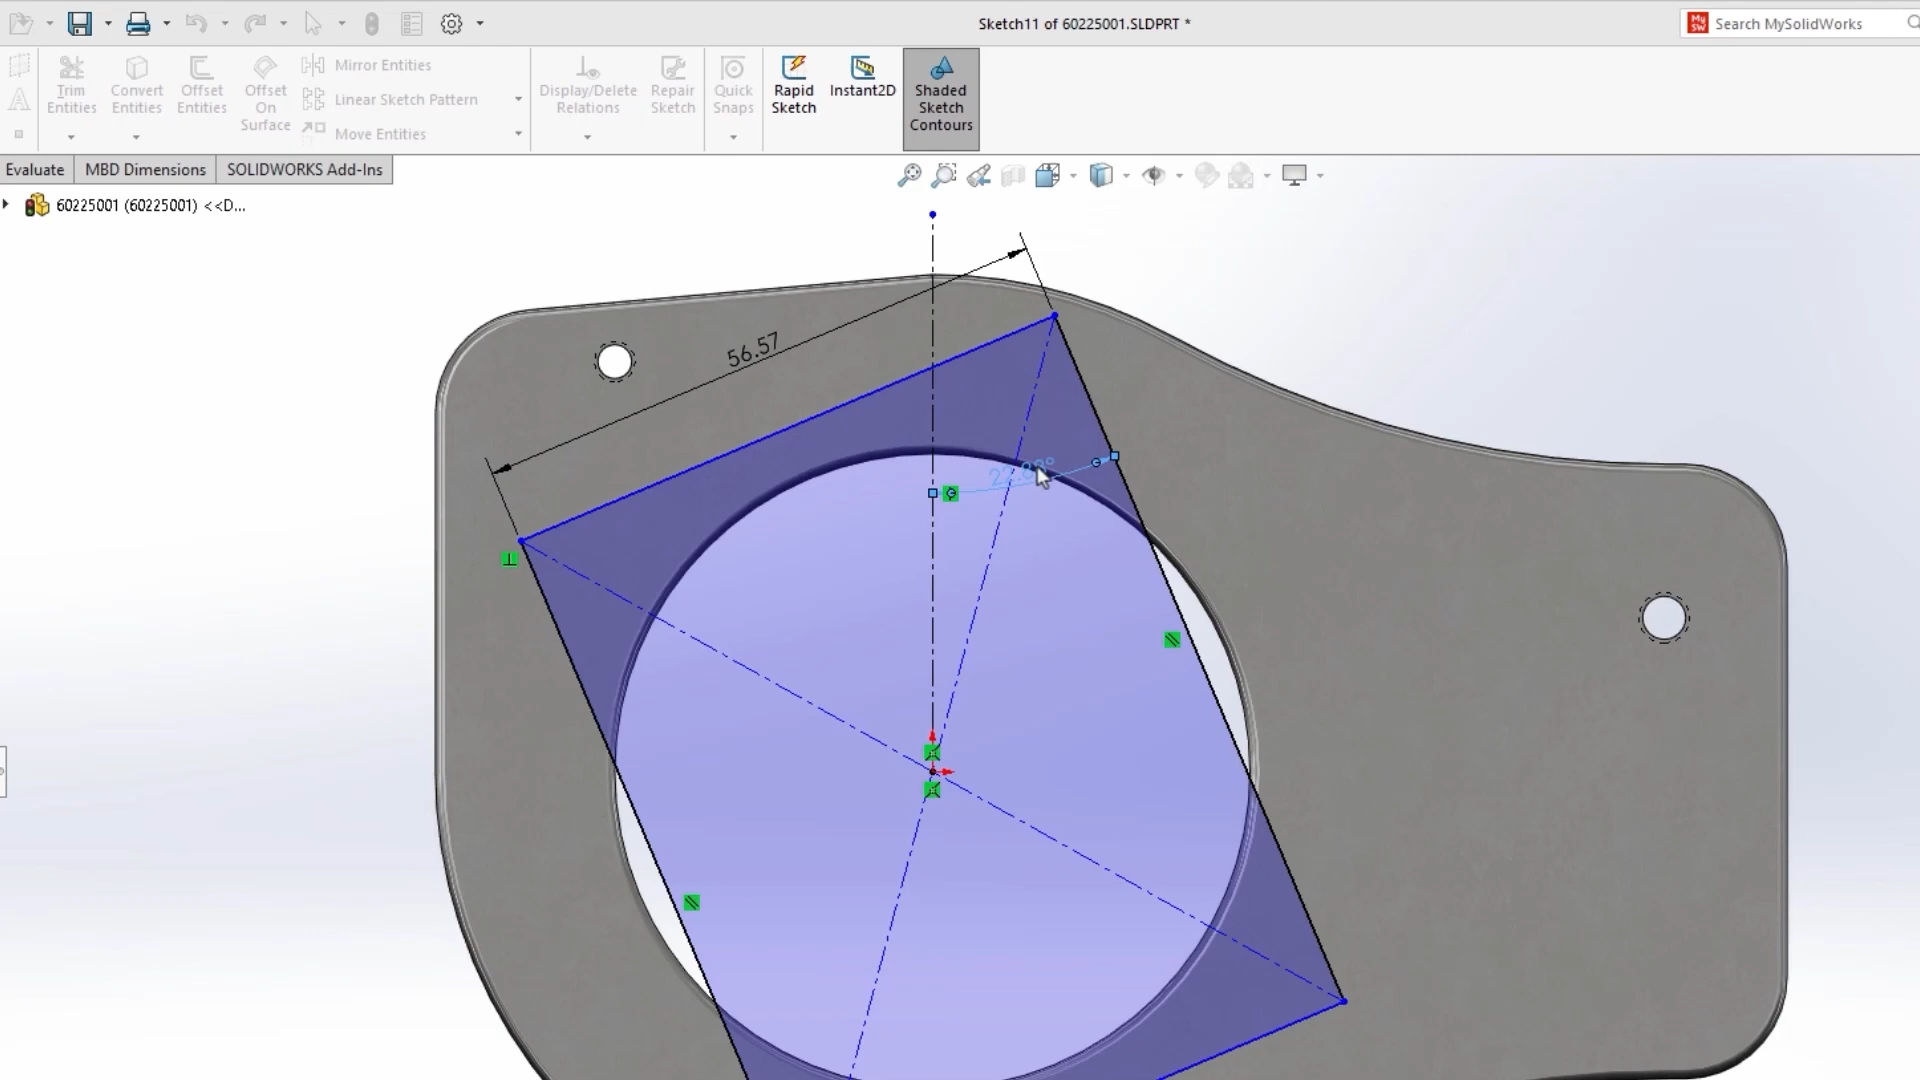 Sketch11 of 60225001.SLDPRT *
My SW
Search MySolidWorks
Trim Entities
Convert Entities
Offset Entities
Offset On Surface
Mirror Entities
Linear Sketch Pattern
Move Entities
Display/Delete Relations
Repair Sketch
Quick Snaps
Rapid Sketch
Instant2D
Shaded Sketch Contours
Evaluate
MBD Dimensions
SOLIDWORKS Add-Ins
60225001 (60225001) <<D...
56.57